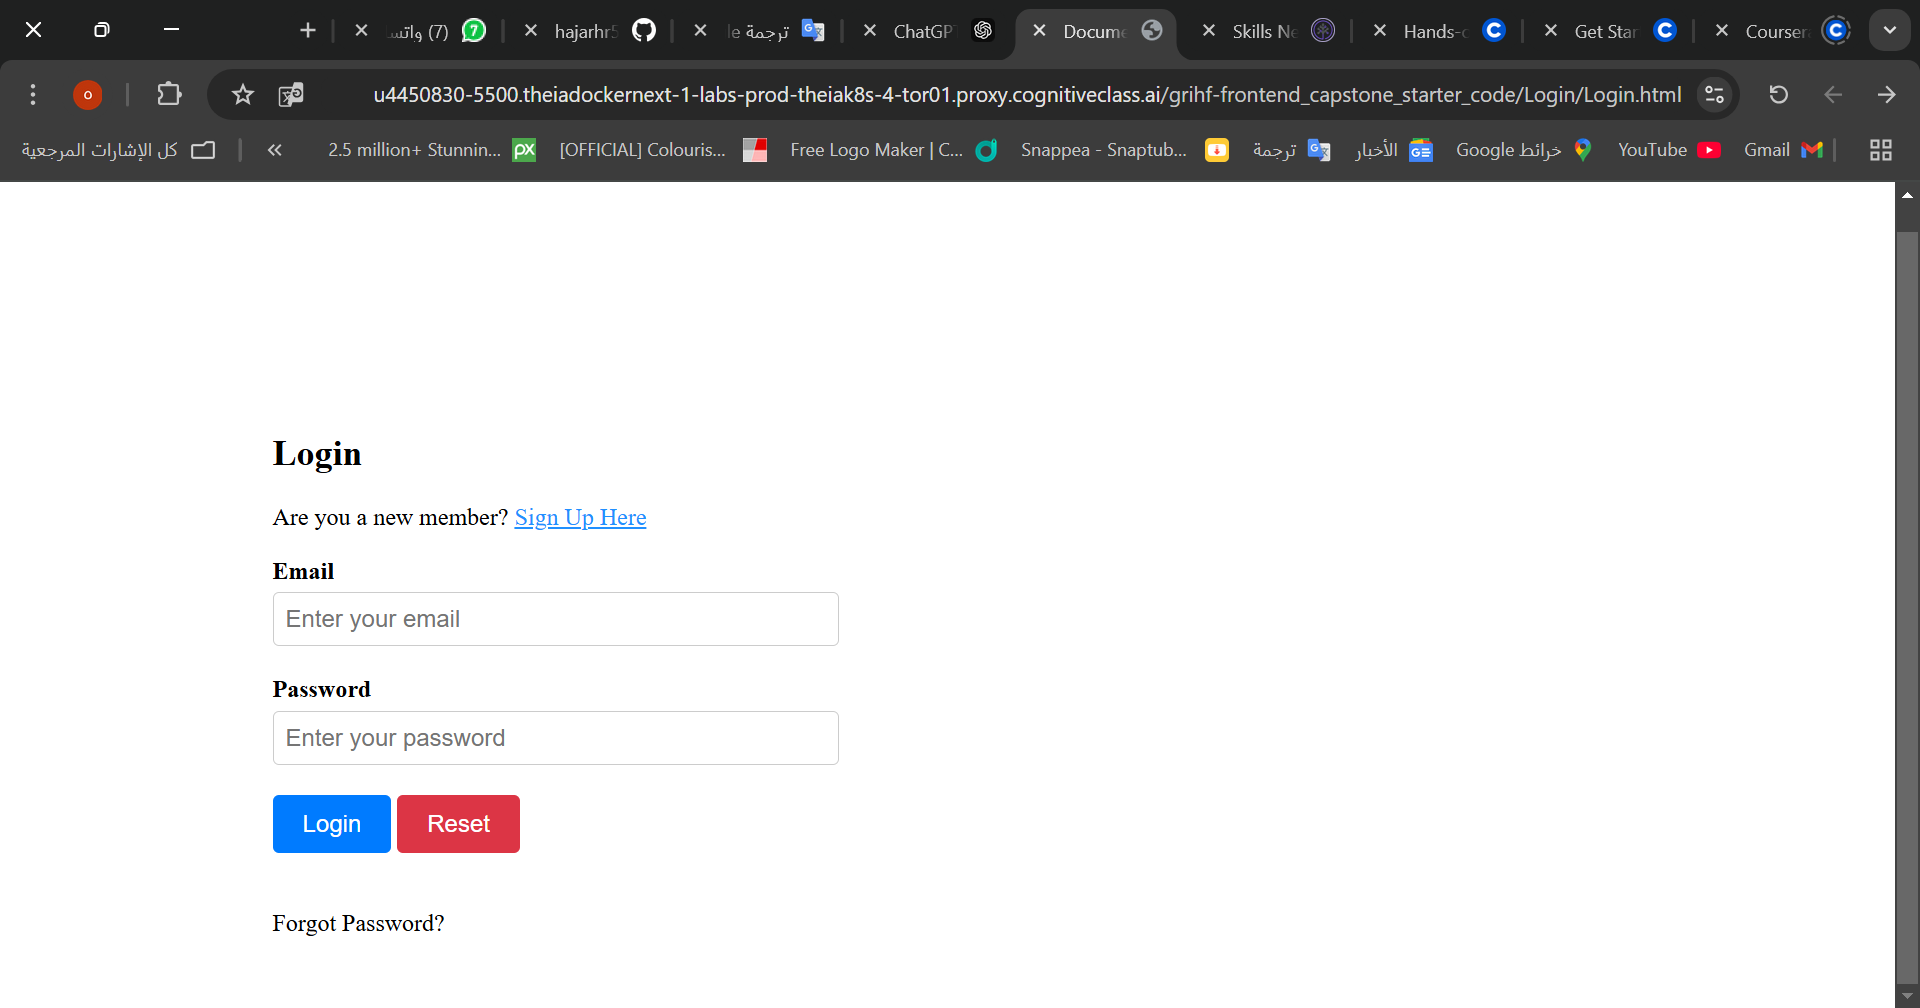 (7) واتس
hajarhr5
ترجمة le
ChatGP
Docume
Skills Ne
Hands-o
Get Star
Courser
u4450830-5500.theiadockernext-1-labs-prod-theiak8s-4-tor01.proxy.cognitiveclass.ai/grihf-frontend_capstone_starter_code/Login/Login.html
كل الإشارات المرجعية
2.5 million+ Stunnin...
[OFFICIAL] Colouris...
Free Logo Maker | C...
Snappea - Snaptub...
ترجمة
الأخبار
خرائط Google
YouTube
Gmail
Login
Are you a new member? Sign Up Here
Email
Enter your email
Password
Enter your password
Login Reset
Forgot Password?